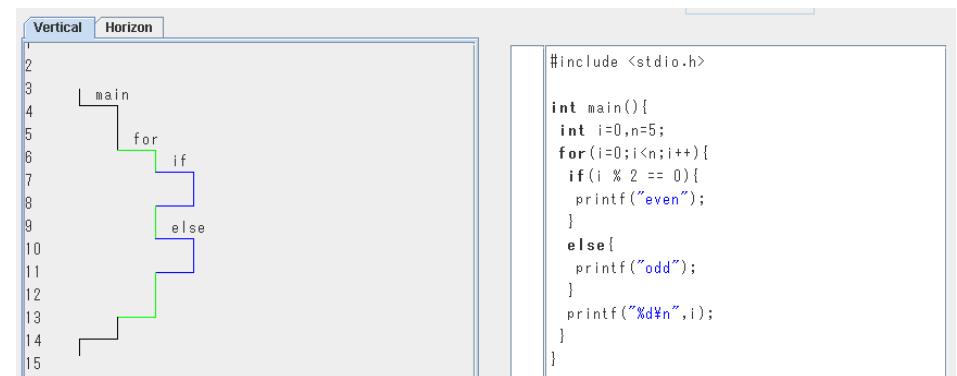 Vertical Horizon
2
3
main
4
5
for
6
if
7
8
9
else
10
11
12
13
14
15
#include <stdio.h>
int main(){
int i=0,n=5;
for(i=0;i<n;i++){
if(i % 2 == 0){
printf("even");
}
else{
printf("odd");
}
printf("%d¥n",i);
}
}